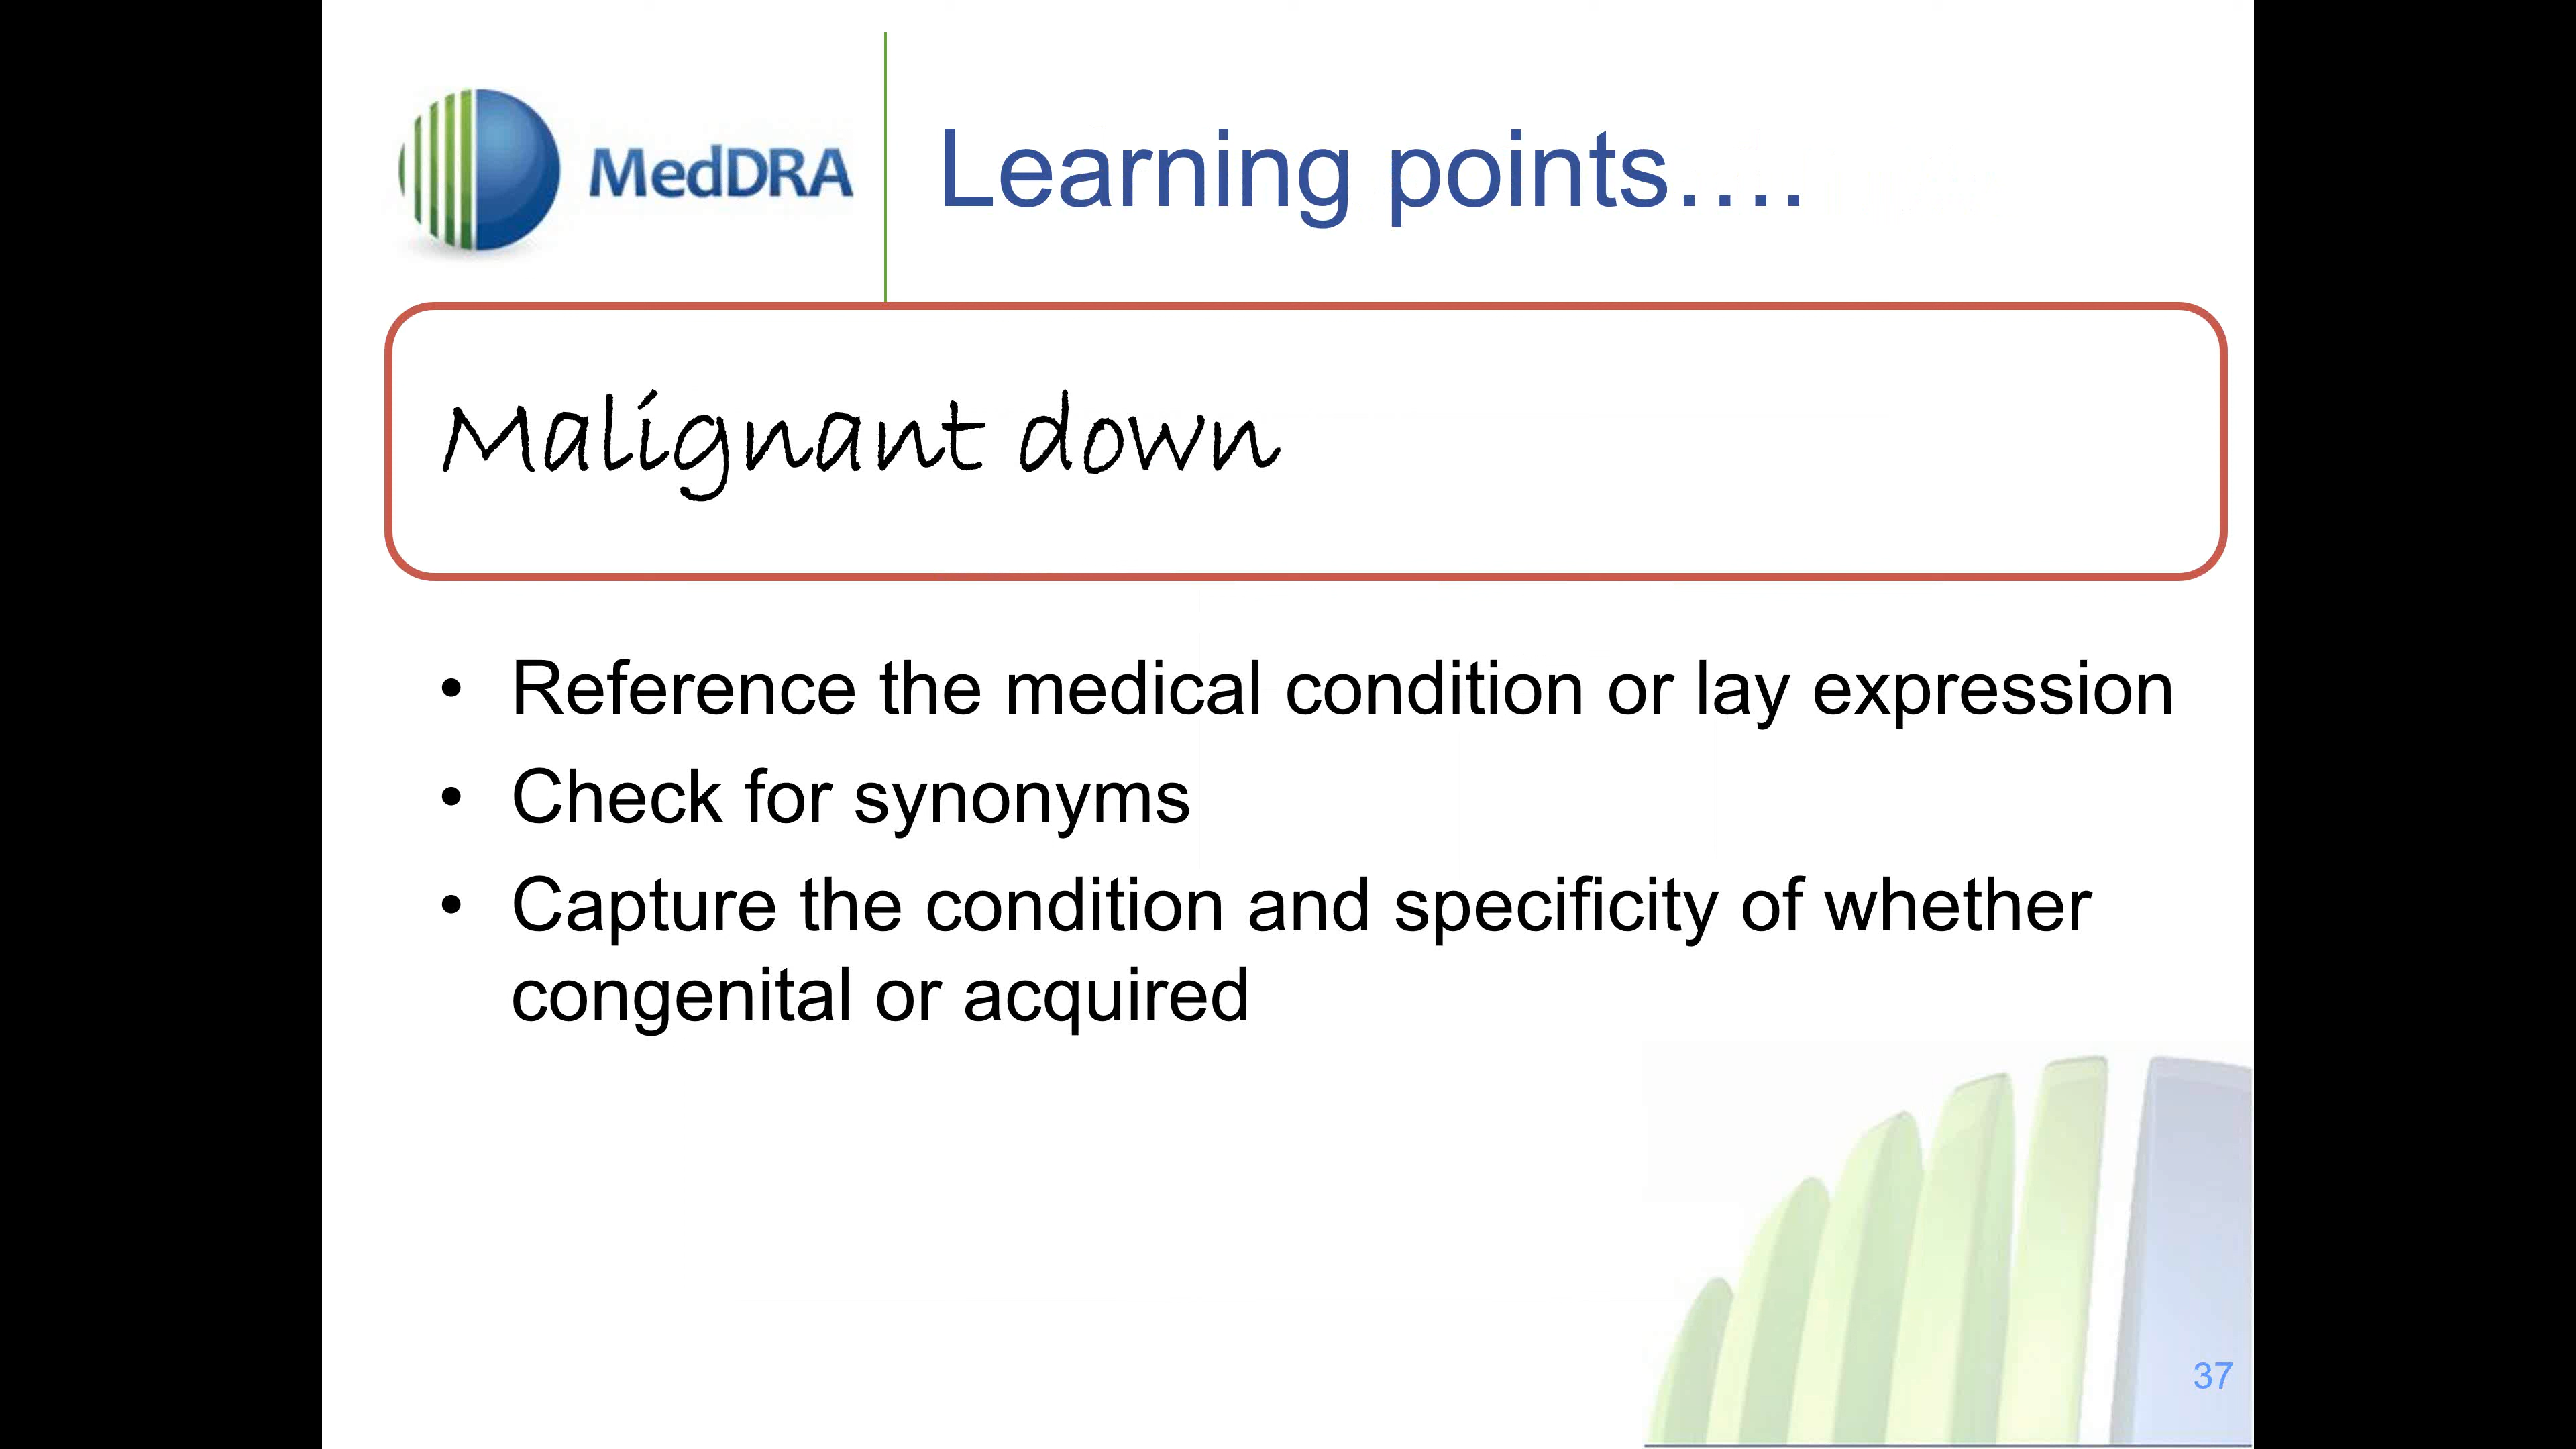 MedDRA
Learning points….
Malignant down
• Reference the medical condition or lay expression
• Check for synonyms
• Capture the condition and specificity of whether
congenital or acquired
37